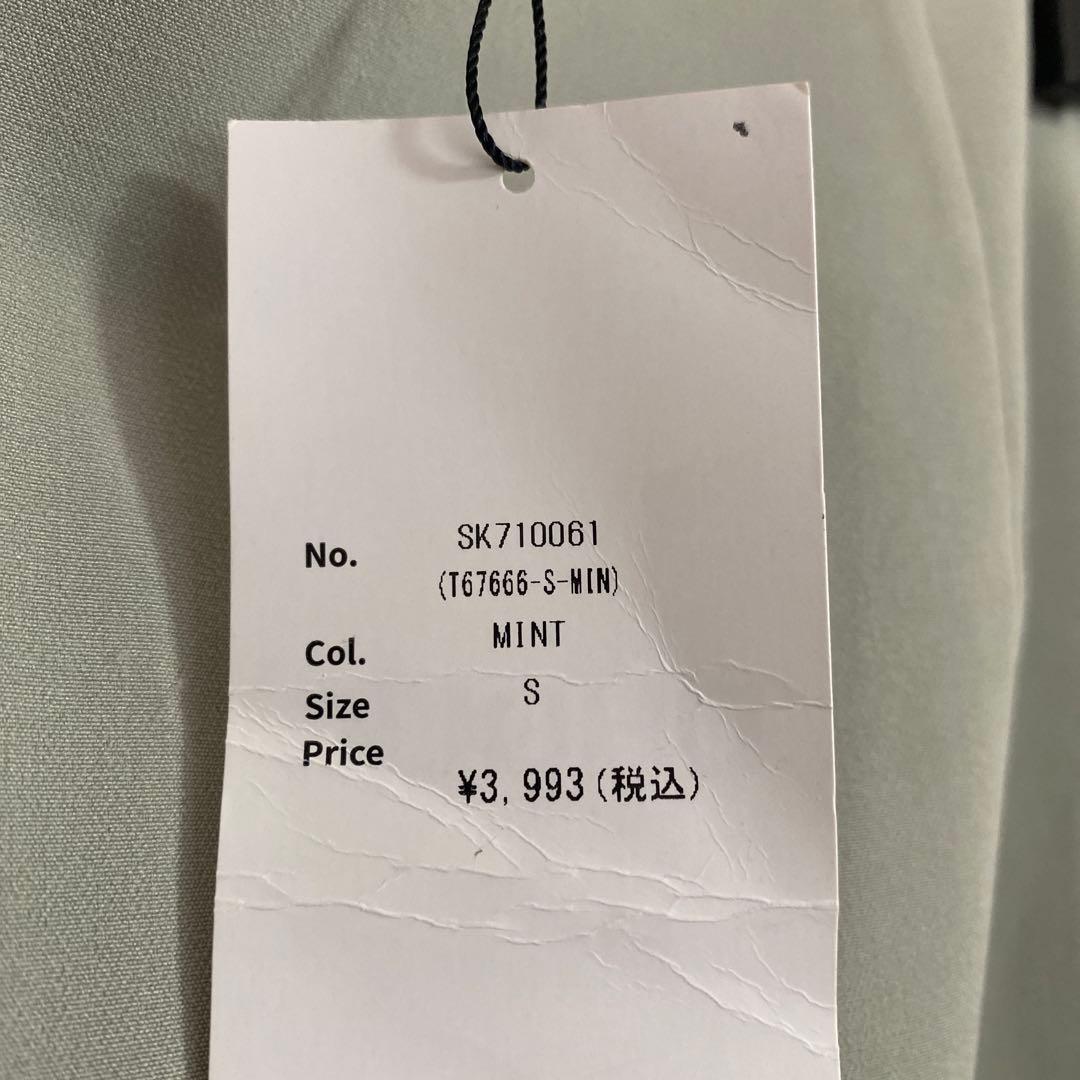 No. SK710061
(T67666-S-MIN)
Col. MINT
Size S
Price
¥3,993(税込)